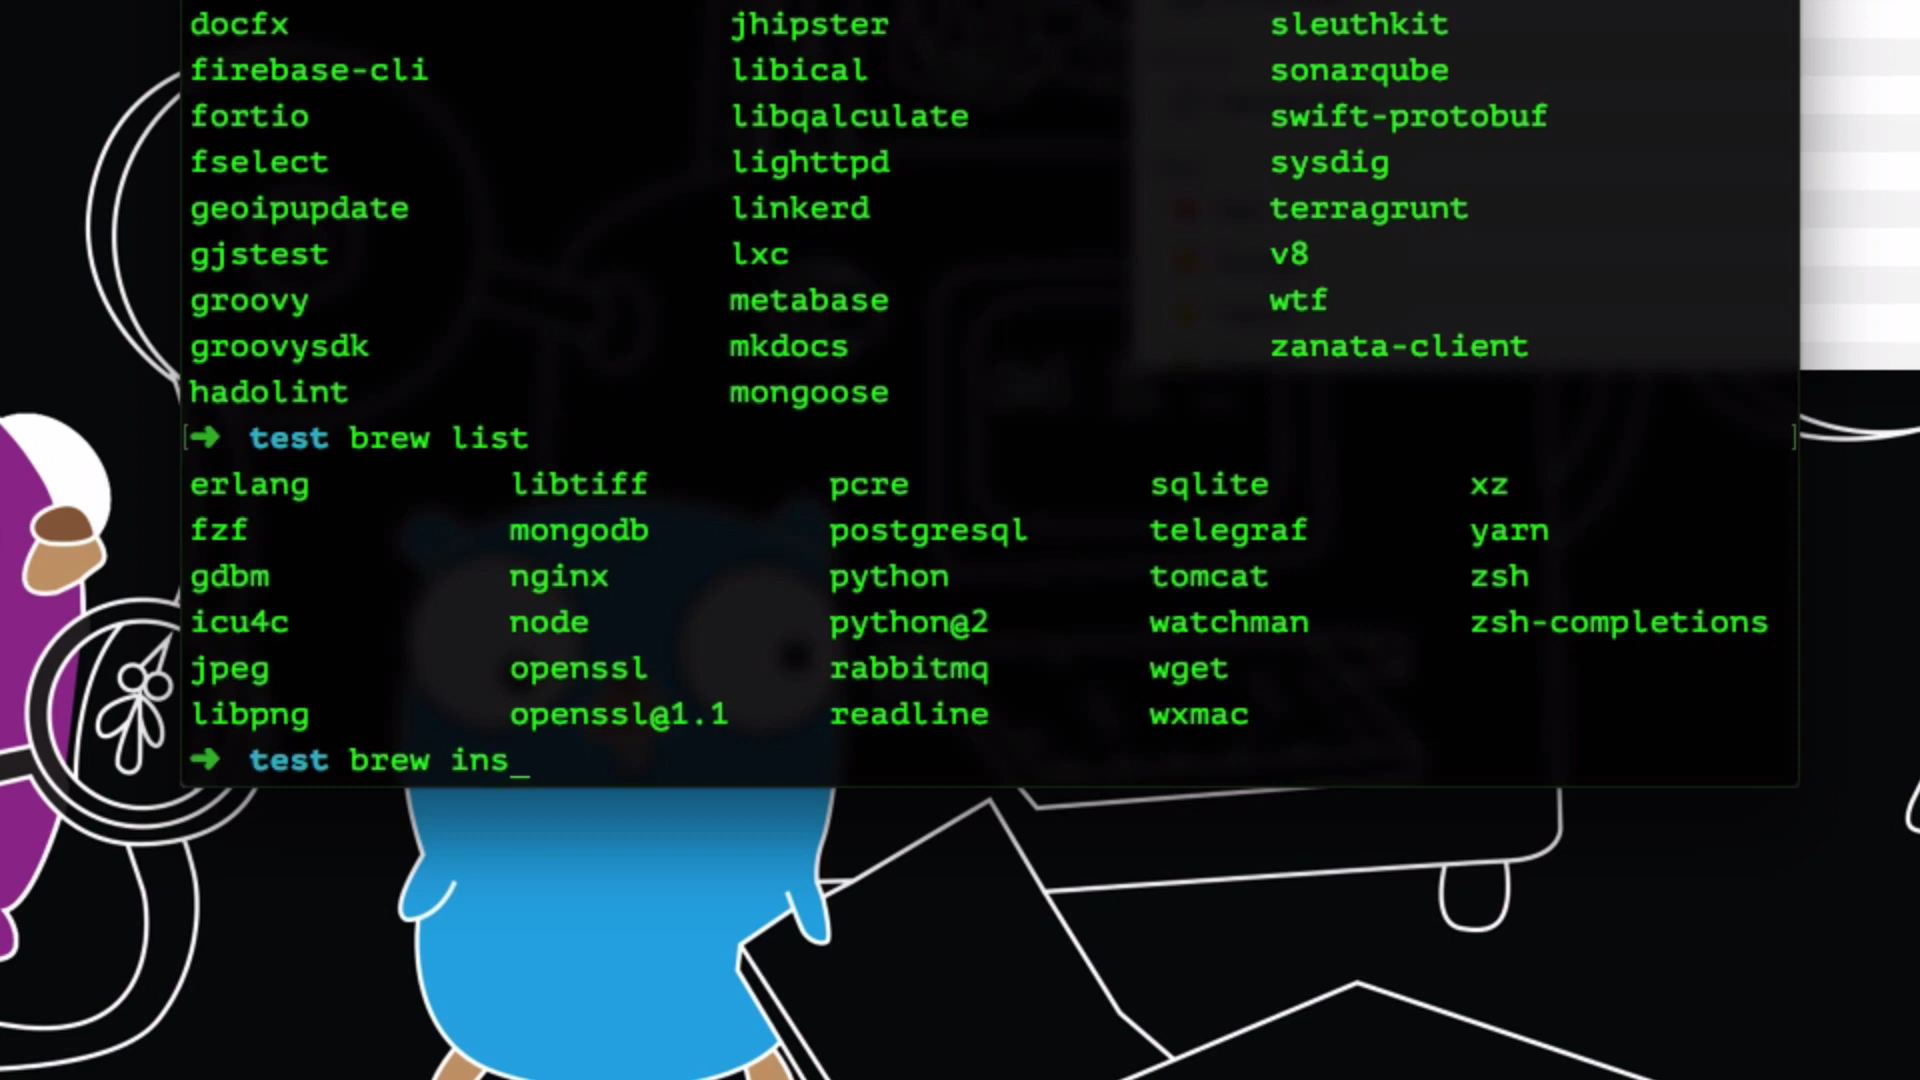 docfx jhipster sleuthkit
firebase-cli libical sonarqube
fortio libqalculate swift-protobuf
fselect lighttpd sysdig
geoipupdate linkerd terragrunt
gjstest lxc v8
groovy metabase wtf
groovysdk mkdocs zanata-client
hadolint mongoose
[➜ test brew list ]
erlang libtiff pcre sqlite xz
fzf mongodb postgresql telegraf yarn
gdbm nginx python tomcat zsh
icu4c node python@2 watchman zsh-completions
jpeg openssl rabbitmq wget
libpng openssl@1.1 readline wxmac
➜ test brew ins_